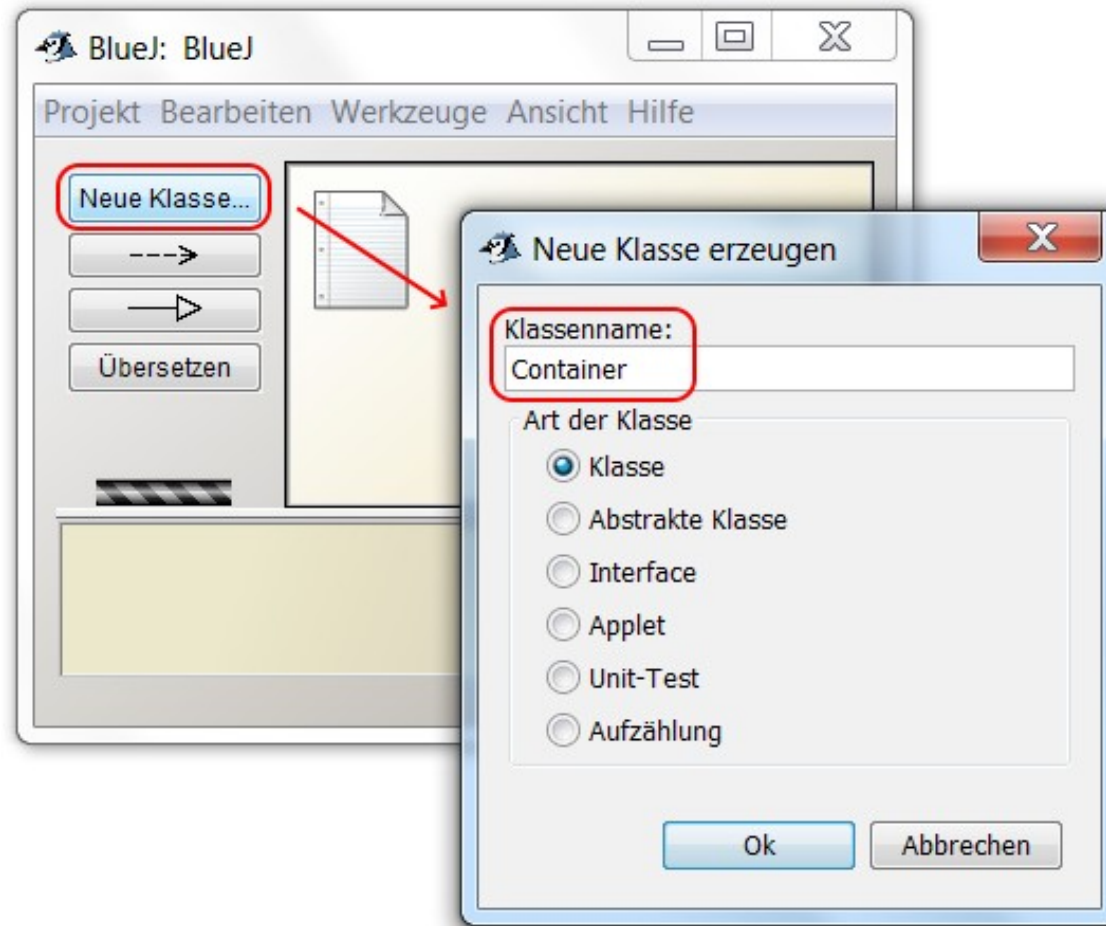 BlueJ: BlueJ
Projekt Bearbeiten Werkzeuge Ansicht Hilfe
Neue Klasse...
Übersetzen
Neue Klasse erzeugen
Klassenname:
Container
Art der Klasse
Klasse
Abstrakte Klasse
Interface
Applet
Unit-Test
Aufzählung
Ok Abbrechen